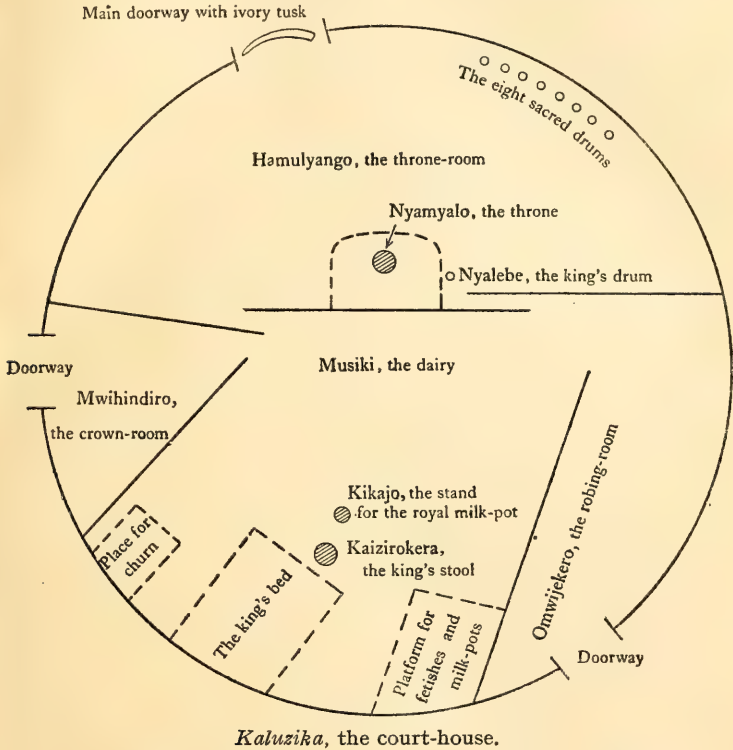 Main doorway with ivory tusk
The eight sacred drums
Hamulyango, the throne-room
Nyamyalo, the throne
Nyalebe, the king's drum
Doorway
Musiki, the dairy
Mwihindiro,
the crown-room
Kikajo, the stand
for the royal milk-pot
Kaizirokera,
the king's stool
Place for
churn
The king's bed
Platform for
fetishes and
milk-pots
Omwijekero, the robing-room
Doorway
Kaluzika, the court-house.